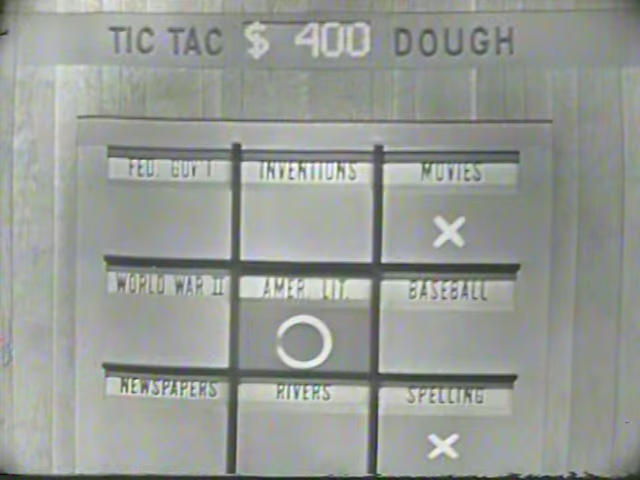 TIC TAC $ 400 DOUGH
FED. GOV'T INVENTIONS MOVIES
X
WORLD WAR II AMER. LIT. BASEBALL
O
NEWSPAPERS RIVERS SPELLING
X